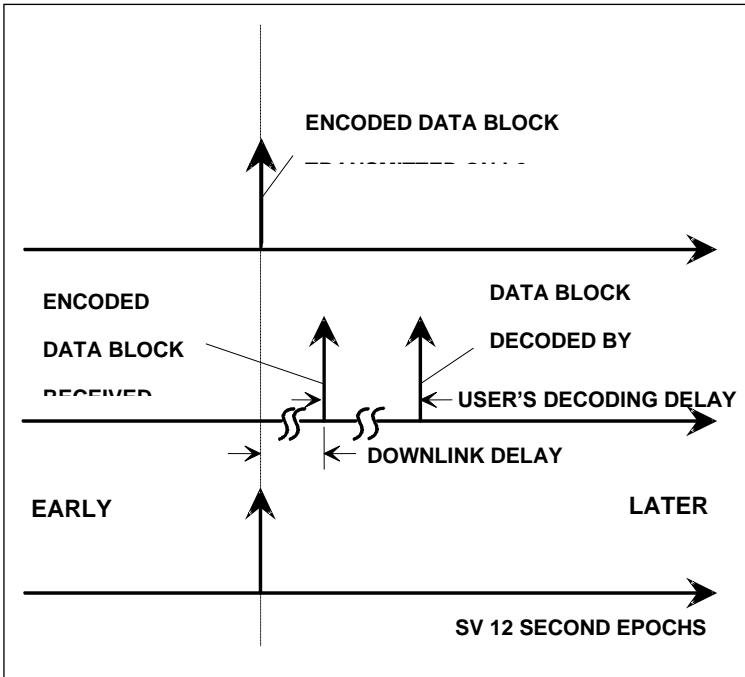 ENCODED DATA BLOCK
ENCODED
DATA BLOCK
RECEIVED
DATA BLOCK
DECODED BY
USER'S DECODING DELAY
DOWNLINK DELAY
EARLY
LATER
SV 12 SECOND EPOCHS